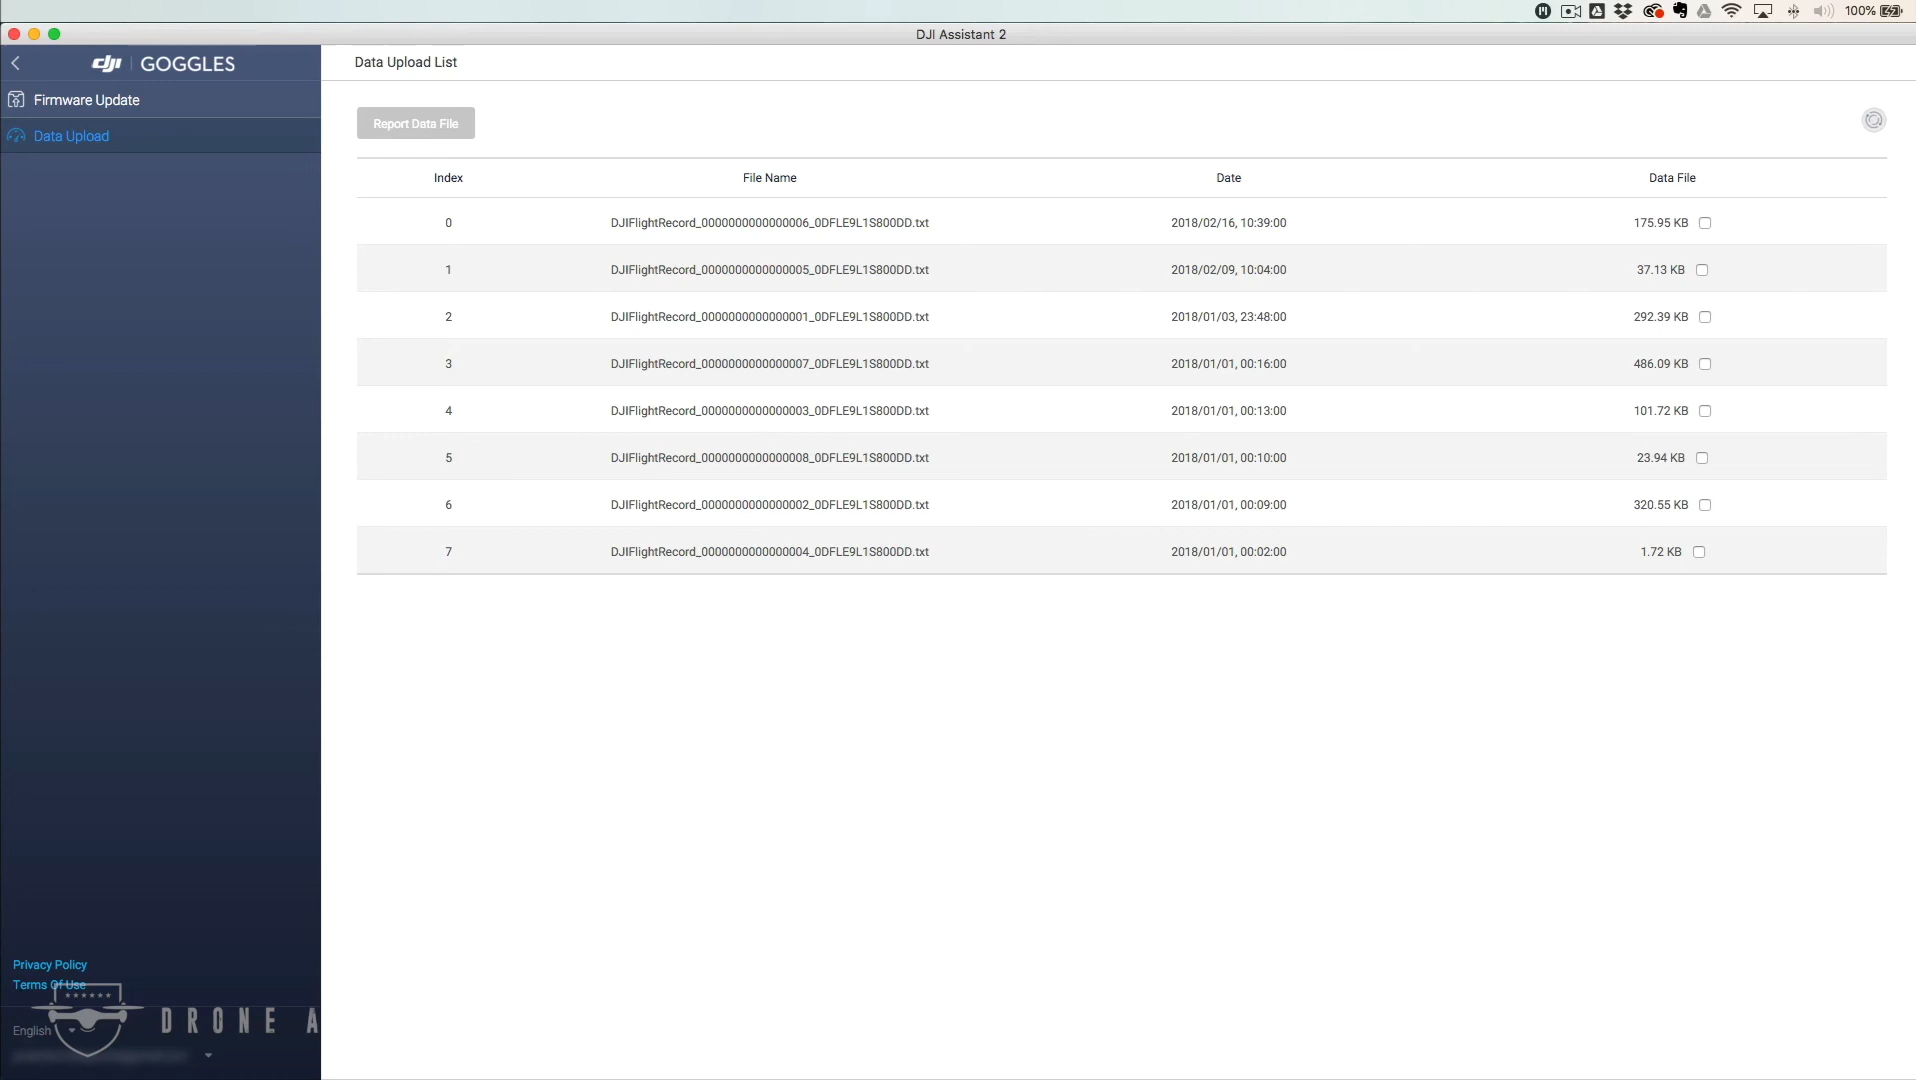 100%
DJI Assistant 2
dji GOGGLES
Data Upload List
Firmware Update
Data Upload
Report Data File
Index File Name Date Data File
0 DJIFlightRecord_0000000000000006_0DFLE9L1S800DD.txt 2018/02/16, 10:39:00 175.95 KB
1 DJIFlightRecord_0000000000000005_0DFLE9L1S800DD.txt 2018/02/09, 10:04:00 37.13 KB
2 DJIFlightRecord_0000000000000001_0DFLE9L1S800DD.txt 2018/01/03, 23:48:00 292.39 KB
3 DJIFlightRecord_0000000000000007_0DFLE9L1S800DD.txt 2018/01/01, 00:16:00 486.09 KB
4 DJIFlightRecord_0000000000000003_0DFLE9L1S800DD.txt 2018/01/01, 00:13:00 101.72 KB
5 DJIFlightRecord_0000000000000008_0DFLE9L1S800DD.txt 2018/01/01, 00:10:00 23.94 KB
6 DJIFlightRecord_0000000000000002_0DFLE9L1S800DD.txt 2018/01/01, 00:09:00 320.55 KB
7 DJIFlightRecord_0000000000000004_0DFLE9L1S800DD.txt 2018/01/01, 00:02:00 1.72 KB
Privacy Policy
Terms Of Use
DRONE A
English